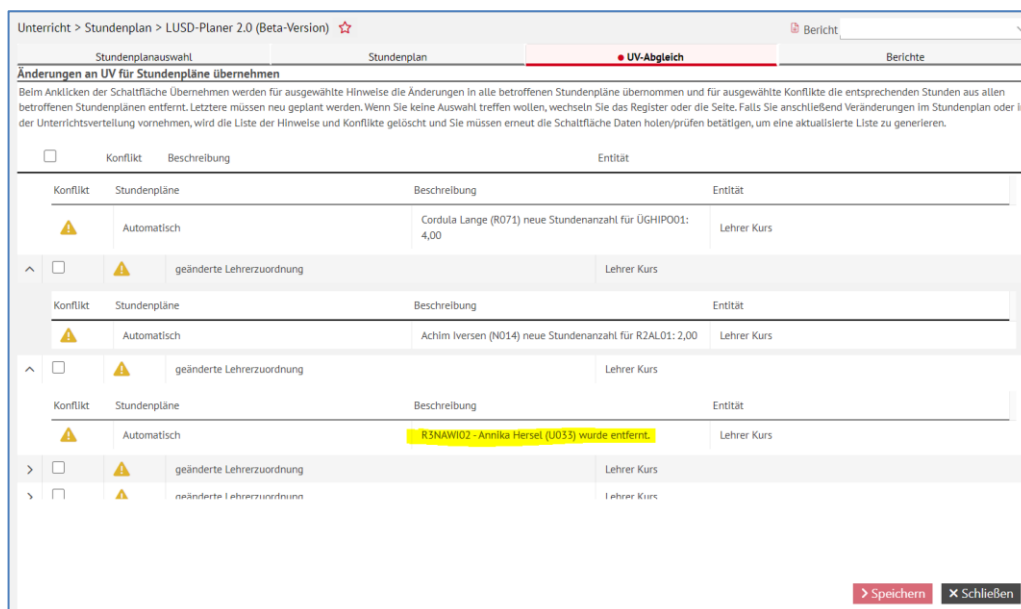 Unterricht > Stundenplan > LUSD-Planer 2.0 (Beta-Version)
Bericht
Stundenplanauswahl Stundenplan UV-Abgleich Berichte
Änderungen an UV für Stundenpläne übernehmen
Beim Anklicken der Schaltfläche Übernehmen werden für ausgewählte Hinweise die Änderungen in alle betroffenen Stundenpläne übernommen und für ausgewählte Konflikte die entsprechenden Stunden aus allen
betroffenen Stundenplänen entfernt. Letztere müssen neu geplant werden. Wenn Sie keine Auswahl treffen wollen, wechseln Sie das Register oder die Seite. Falls Sie anschließend Veränderungen im Stundenplan oder i
der Unterrichtsverteilung vornehmen, wird die Liste der Hinweise und Konflikte gelöscht und Sie müssen erneut die Schaltfläche Daten holen/prüfen betätigen, um eine aktualisierte Liste zu generieren.
Konflikt Beschreibung Entität
Konflikt Stundenpläne Beschreibung Entität
Automatisch Cordula Lange (R071) neue Stundenanzahl für ÜGHIPO01: Lehrer Kurs
4,00
geänderte Lehrerzuordnung Lehrer Kurs
Konflikt Stundenpläne Beschreibung Entität
Automatisch Achim Iversen (N014) neue Stundenanzahl für R2AL01: 2,00 Lehrer Kurs
geänderte Lehrerzuordnung Lehrer Kurs
Konflikt Stundenpläne Beschreibung Entität
Automatisch R3NAWI02 - Annika Hersel (U033) wurde entfernt. Lehrer Kurs
geänderte Lehrerzuordnung Lehrer Kurs
geänderte Lehrerzuordnung Lehrer Kurs
Speichern Schließen